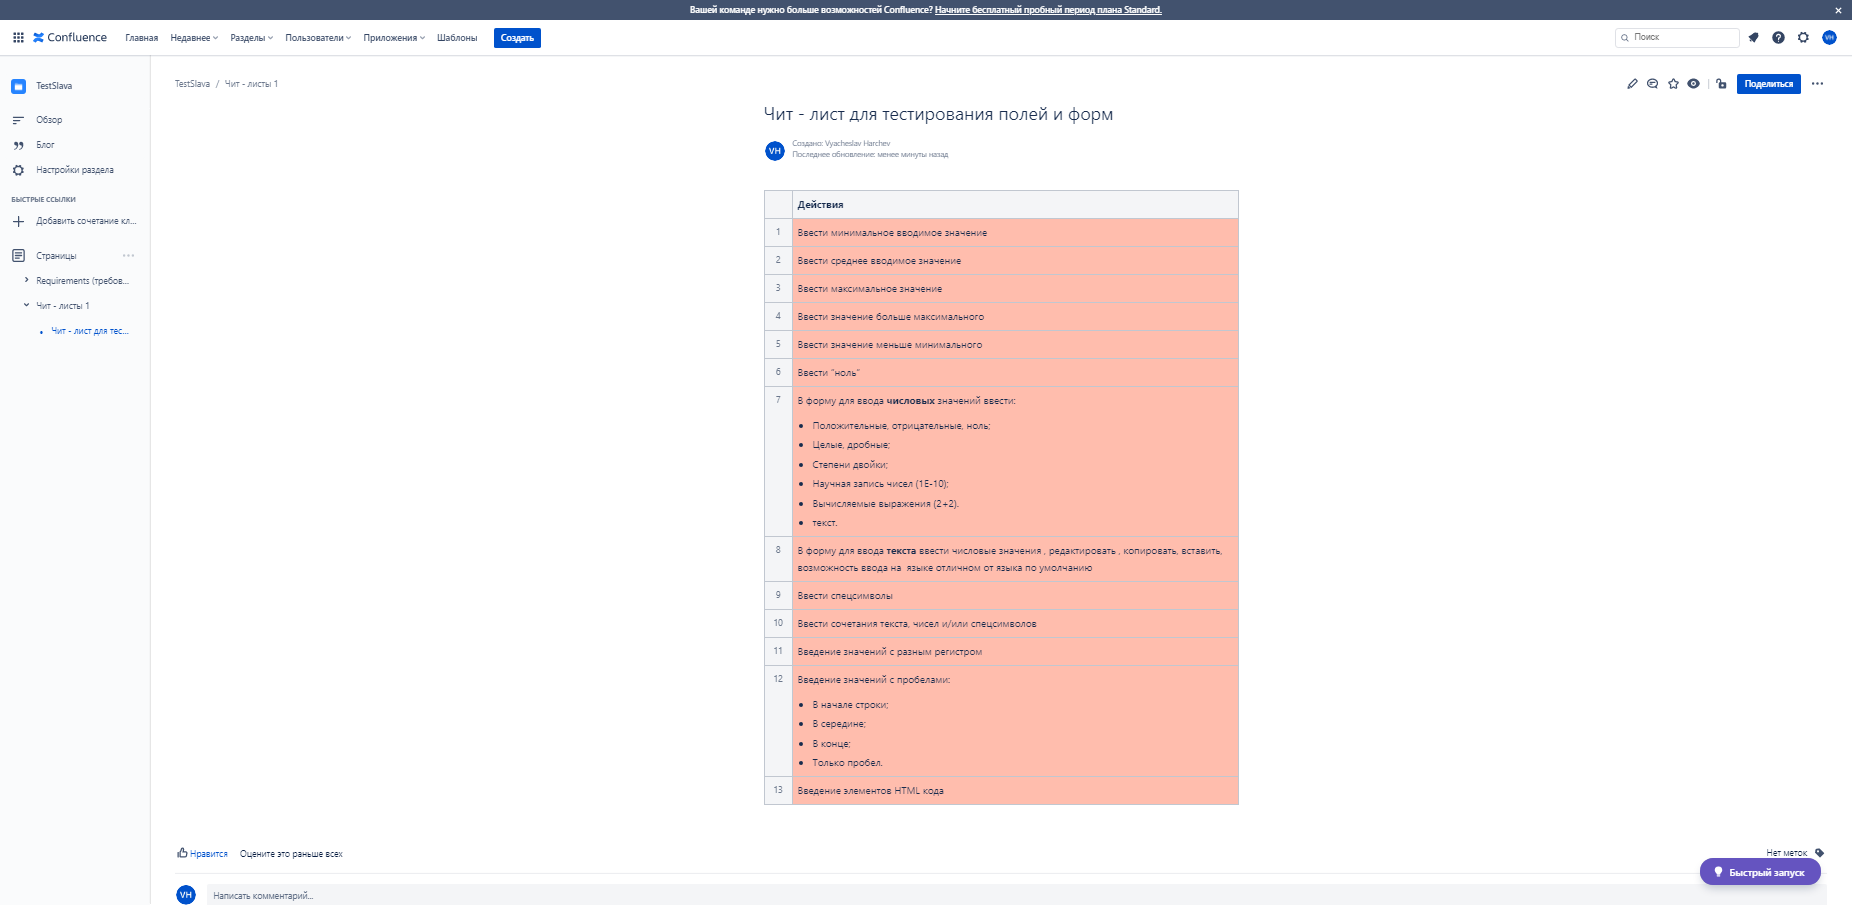 Вашей команде нужно больше возможностей Confluence? Начните бесплатный пробный период плана Standard.
Confluence Главная Недавнее Разделы Пользователи Приложения Шаблоны Создать Поиск VH
TestSlava
Обзор
Блог
Настройки раздела
БЫСТРЫЕ ССЫЛКИ
Добавить сочетание кл...
Страницы
Requirements (требов...
Чит - листы 1
Чит - лист для тес...
TestSlava / Чит - листы 1
Поделиться
Чит - лист для тестирования полей и форм
VH
Создано: Vyacheslav Harchev
Последнее обновление: менее минуты назад
Действия
1 Ввести минимальное вводимое значение
2 Ввести среднее вводимое значение
3 Ввести максимальное значение
4 Ввести значение больше максимального
5 Ввести значение меньше минимального
6 Ввести "ноль"
7 В форму для ввода числовых значений ввести:
• Положительные, отрицательные, ноль;
• Целые, дробные;
• Степени двойки;
• Научная запись чисел (1E-10);
• Вычисляемые выражения (2+2).
• текст.
8 В форму для ввода текста ввести числовые значения , редактировать , копировать, вставить,
возможность ввода на языке отличном от языка по умолчанию
9 Ввести спецсимволы
10 Ввести сочетания текста, чисел и/или спецсимволов
11 Введение значений с разным регистром
12 Введение значений с пробелами:
• В начале строки;
• В середине;
• В конце;
• Только пробел.
13 Введение элементов HTML кода
Нравится Оцените это раньше всех
Нет меток
Быстрый запуск
VH Написать комментарий...